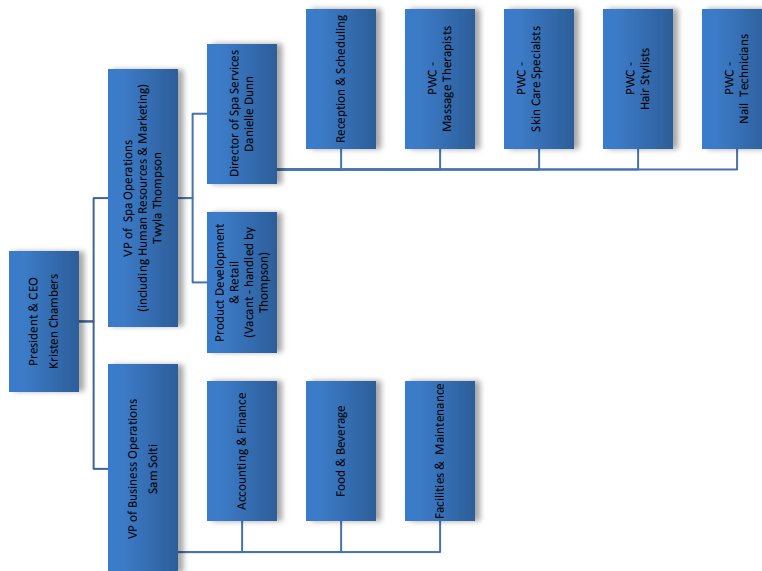 President & CEO
Kristen Chambers
VP of Business Operations
Sam Solti
VP of Spa Operations
(including Human Resources & Marketing)
Twyla Thompson
Accounting & Finance
Food & Beverage
Facilities & Maintenance
Product Development
& Retail
(Vacant - handled by
Thompson)
Director of Spa Services
Danielle Dunn
Reception & Scheduling
PWC -
Massage Therapists
PWC -
Skin Care Specialsts
PWC -
Hair Stylists
PWC -
Nail Technicians